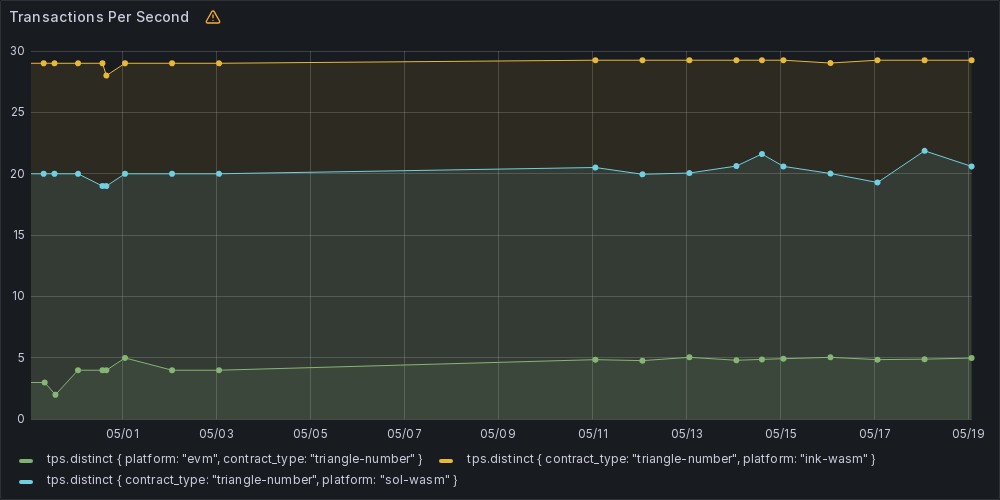 Transactions Per Second
30
25
20
15
10
5
0
05/01 05/03 05/05 05/07 05/09 05/11 05/13 05/15 05/17 05/19
tps.distinct { platform: "evm", contract_type: "triangle-number" } tps.distinct { contract_type: "triangle-number", platform: "ink-wasm" }
tps.distinct { contract_type: "triangle-number", platform: "sol-wasm" }